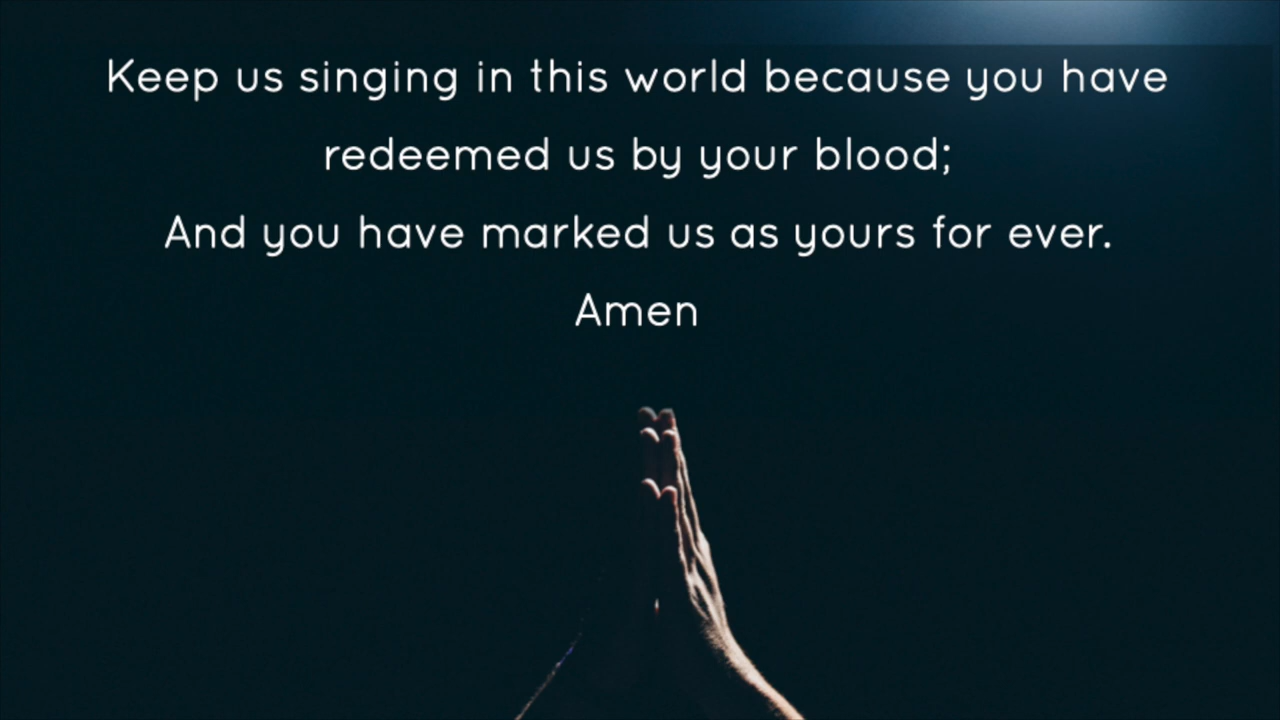 Keep us singing in this world because you have
redeemed us by your blood;
And you have marked us as yours for ever.
Amen